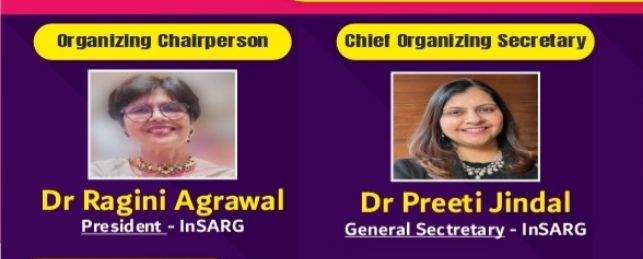 Organizing Chairperson
Chief Organizing Secretary
Dr Ragini Agrawal
President - InSARG
Dr Preeti Jindal
General Sectretary - InSARG